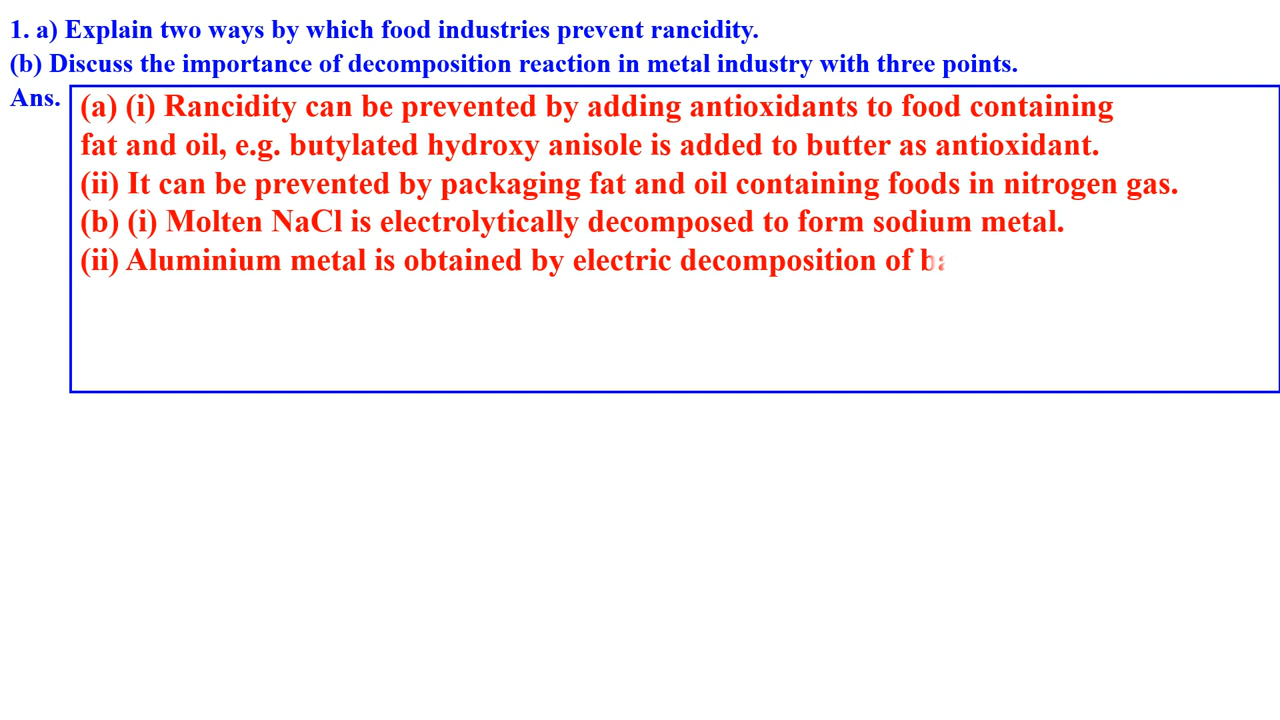 1. a) Explain two ways by which food industries prevent rancidity.
(b) Discuss the importance of decomposition reaction in metal industry with three points.
Ans.
(a) (i) Rancidity can be prevented by adding antioxidants to food containing
fat and oil, e.g. butylated hydroxy anisole is added to butter as antioxidant.
(ii) It can be prevented by packaging fat and oil containing foods in nitrogen gas.
(b) (i) Molten NaCl is electrolytically decomposed to form sodium metal.
(ii) Aluminium metal is obtained by electric decomposition of